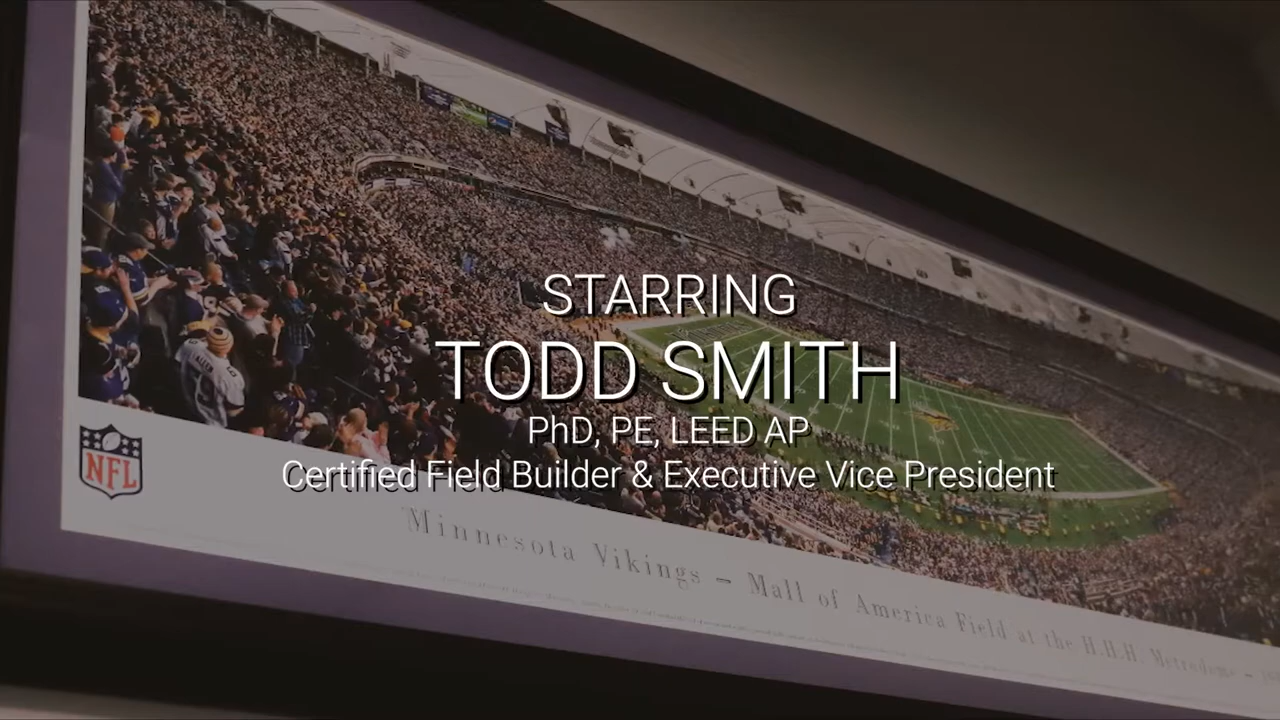 STARRING
TODD SMITH
PhD, PE, LEED AP
Certified Field Builder & Executive Vice President
NFL
Minnesota Vikings – Mall of America Field at the H.H.H. Metrodome –